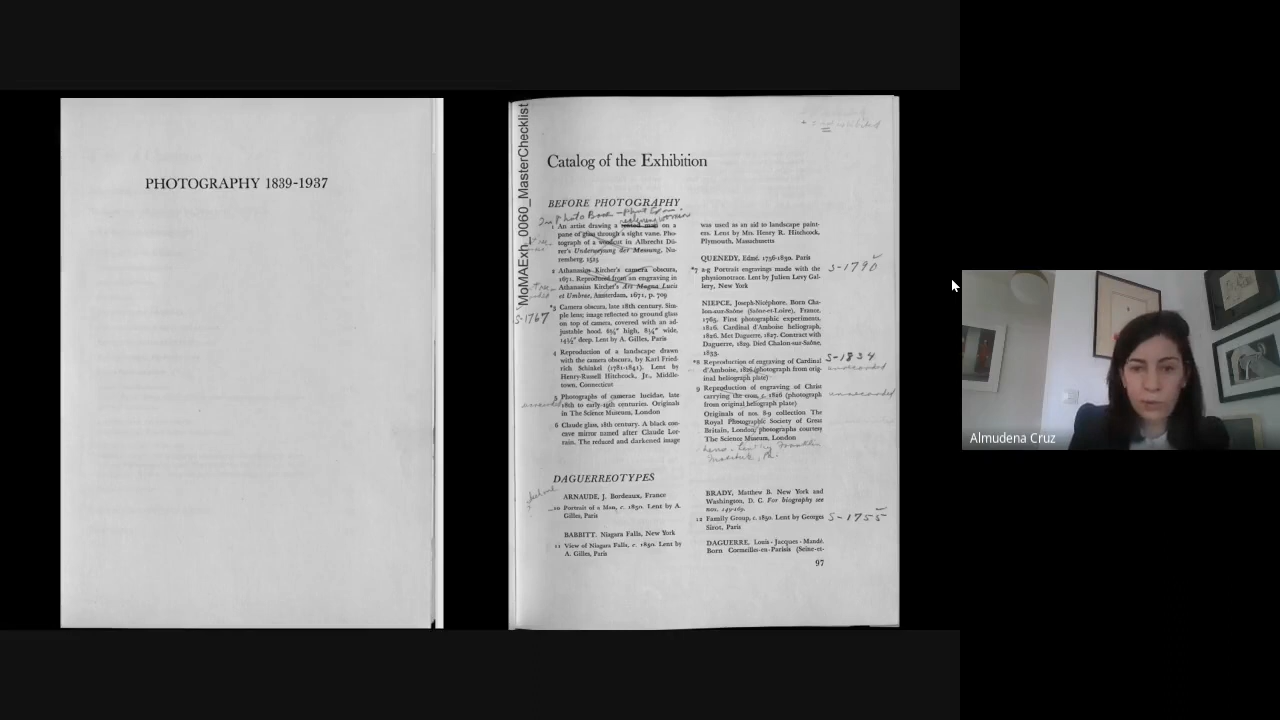 PHOTOGRAPHY 1839-1937
MoMAExh_0060_MasterChecklist
Catalog of the Exhibition
BEFORE PHOTOGRAPHY
1 An artist drawing a seated man on a
pane of glass through a sight vane. Pho-
tograph of a woodcut in Albrecht Dü-
rer's Underweysung der Messung, Nu-
remberg, 1525
2 Athanasius Kircher's camera obscura,
1671. Reproduced from an engraving in
Athanasius Kircher's Ars Magna Lucis
et Umbrae, Amsterdam, 1671, p. 709
*3 Camera obscura, late 18th century. Sim-
ple lens; image reflected to ground glass
on top of camera, covered with an ad-
justable hood. 6½" high, 8¼" wide,
14½" deep. Lent by A. Gilles, Paris
S-1767
4 Reproduction of a landscape drawn
with the camera obscura, by Karl Fried-
rich Schinkel (1781-1841). Lent by
Henry-Russell Hitchcock, Jr., Middle-
town, Connecticut
5 Photographs of camerae lucidae, late
18th to early 19th centuries. Originals
in The Science Museum, London
6 Claude glass, 18th century. A black con-
cave mirror named after Claude Lor-
rain. The reduced and darkened image
DAGUERREOTYPES
ARNAUDE, J. Bordeaux, France
10 Portrait of a Man, c. 1850. Lent by A.
Gilles, Paris
BABBITT. Niagara Falls, New York
11 View of Niagara Falls, c. 1850. Lent by
A. Gilles, Paris
was used as an aid to landscape paint-
ers. Lent by Mrs. Henry R. Hitchcock,
Plymouth, Massachusetts
QUENEDY, Edmé. 1756-1830. Paris
*7 a-g Portrait engravings made with the
physionotrace. Lent by Julien Levy Gal-
lery, New York
S-1790
NIEPCE, Joseph-Nicéphore. Born Cha-
lon-sur-Saône (Saône-et-Loire), France,
1765. First photographic experiments,
1816. Cardinal d'Amboise heliograph,
1826. Met Daguerre, 1827. Contract with
Daguerre, 1829. Died Chalon-sur-Saône,
1833.
*8 Reproduction of engraving of Cardinal
d'Amboise, 1826 (photograph from orig-
inal heliograph plate)
S-1834
unrecorded
9 Reproduction of engraving of Christ
carrying the cross, c. 1826 (photograph
from original heliograph plate)
unrecorded
Originals of nos. 8-9 collection The
Royal Photographic Society of Great
Britain, London; photographs courtesy
The Science Museum, London
BRADY, Matthew B. New York and
Washington, D. C. For biography see
12 Family Group, c. 1850. Lent by Georges
Sirot, Paris
S-1755
DAGUERRE, Louis-Jacques-Mandé.
Born Cormeilles-en-Parisis (Seine-et-
97
Almudena Cruz